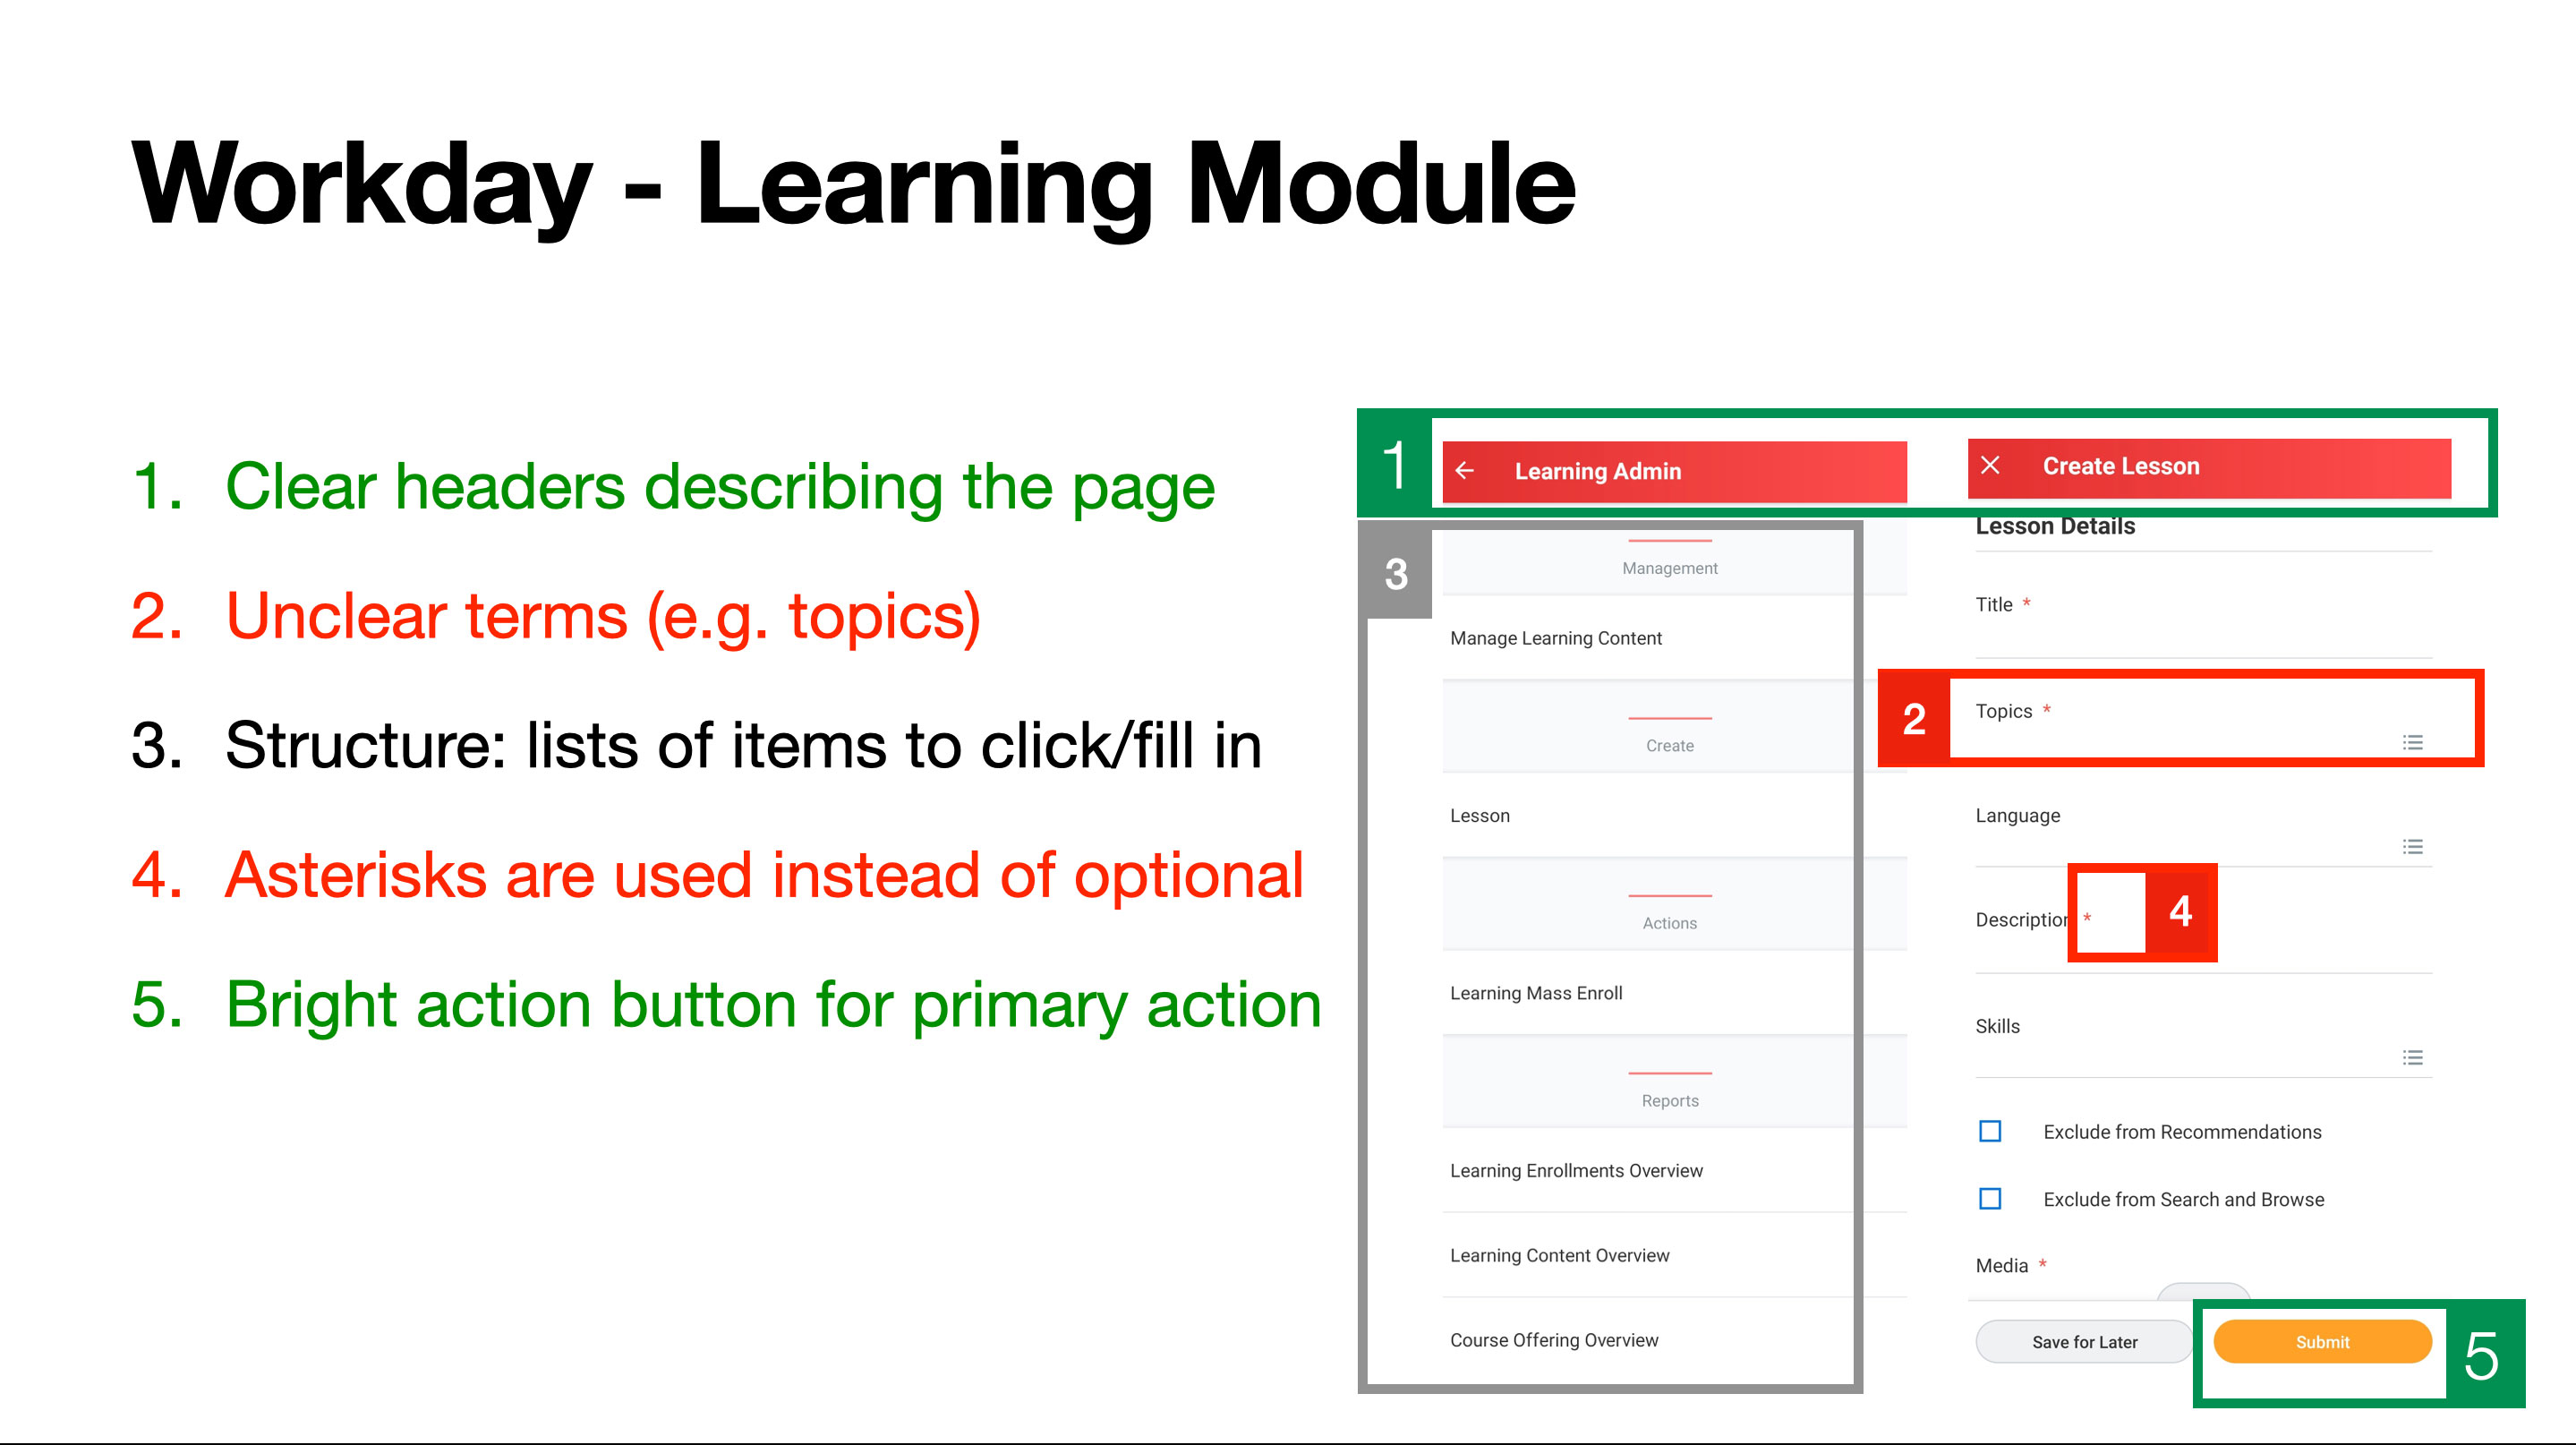 Workday - Learning Module
1. Clear headers describing the page
2. Unclear terms (e.g. topics)
3. Structure: lists of items to click/fill in
4. Asterisks are used instead of optional
5. Bright action button for primary action
1
Learning Admin
3
Management
Manage Learning Content
Create
Lesson
Actions
Learning Mass Enroll
Reports
Learning Enrollments Overview
Learning Content Overview
Course Offering Overview
Create Lesson
Lesson Details
Title *
2
Topics *
Language
Description *
4
Skills
Exclude from Recommendations
Exclude from Search and Browse
Media *
Save for Later
Submit
5